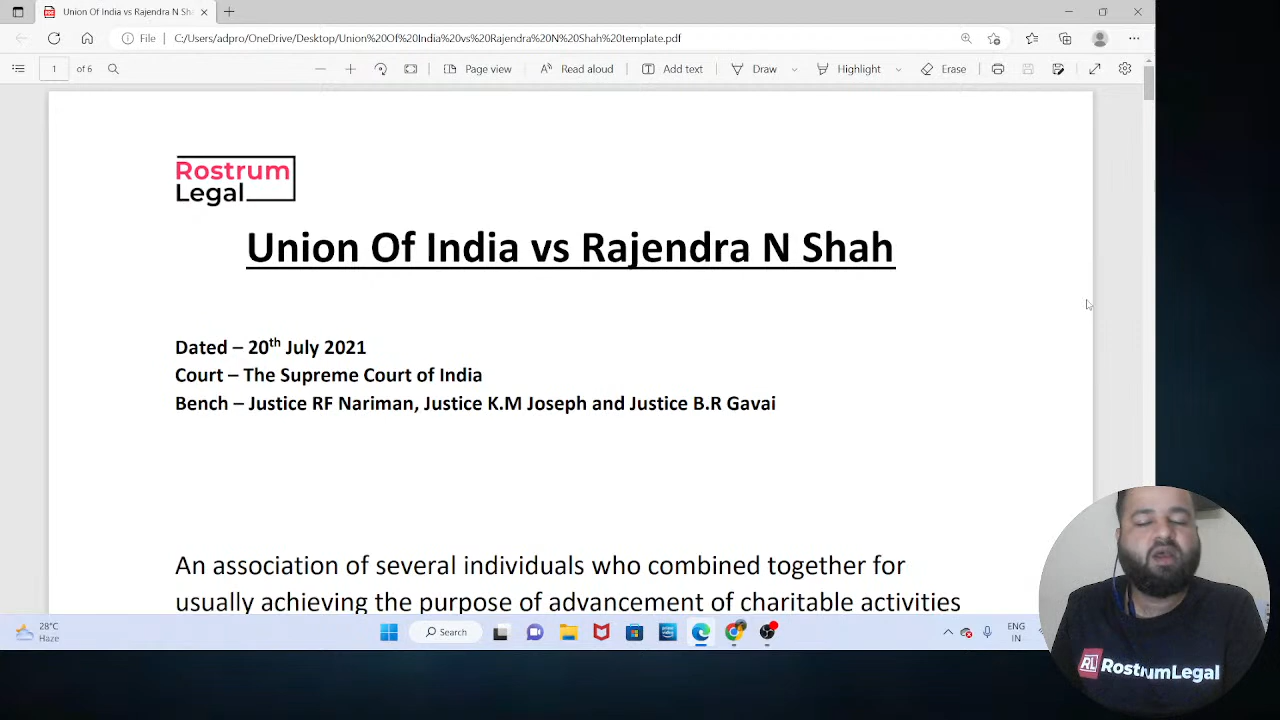 Union Of India vs Rajendra N Sha
File
C:/Users/adpro/OneDrive/Desktop/Union%20Of%20India%20vs%20Rajendra%20N%20Shah%20template.pdf
1 of 6
Page view
Read aloud
Add text
Draw
Highlight
Erase
Rostrum
Legal
Union Of India vs Rajendra N Shah
Dated – 20th July 2021
Court – The Supreme Court of India
Bench – Justice RF Nariman, Justice K.M Joseph and Justice B.R Gavai
An association of several individuals who combined together for
usually achieving the purpose of advancement of charitable activities
28°C
Haze
Search
ENG
IN
RL RostrumLegal